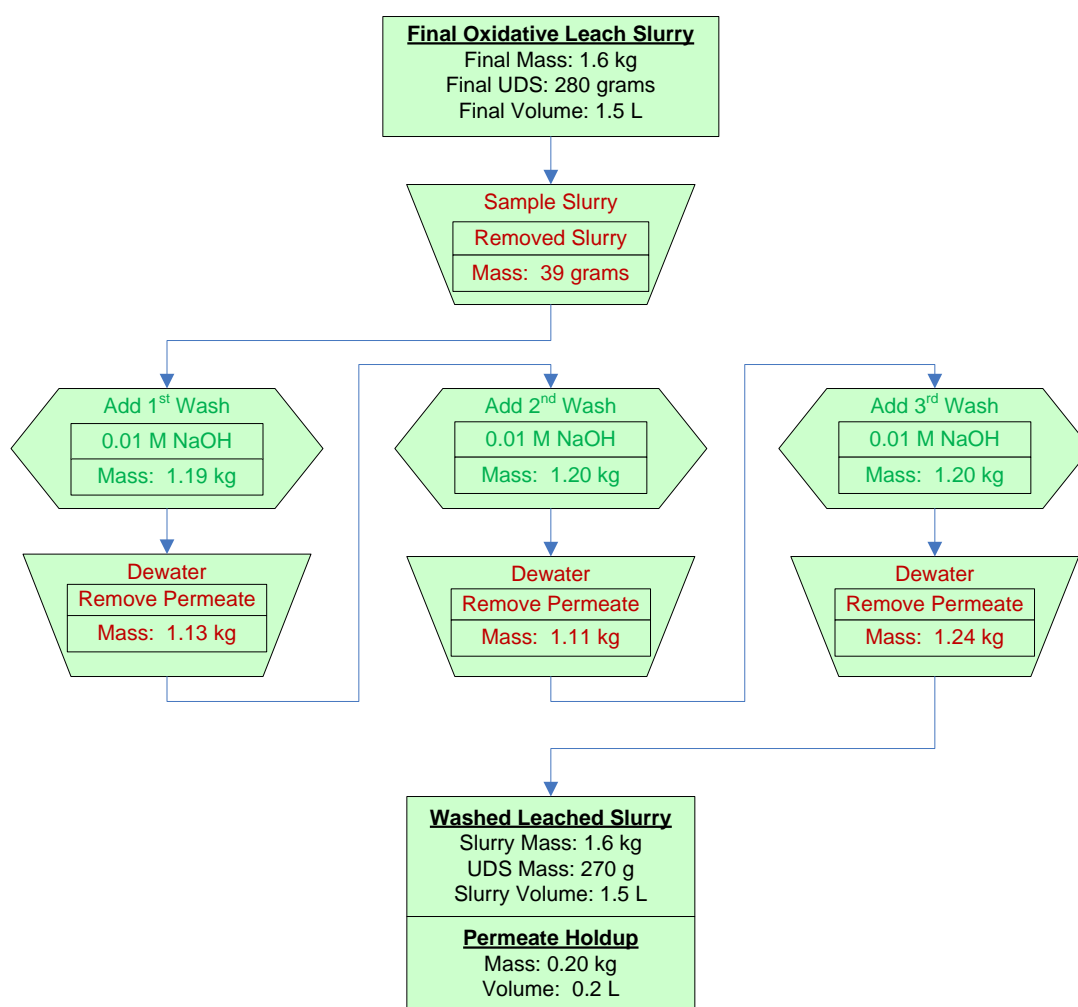 Final Oxidative Leach Slurry
Final Mass: 1.6 kg
Final UDS: 280 grams
Final Volume: 1.5 L
Sample Slurry
Removed Slurry
Mass: 39 grams
Add 1st Wash
0.01 M NaOH
Mass: 1.19 kg
Dewater
Remove Permeate
Mass: 1.13 kg
Add 2nd Wash
0.01 M NaOH
Mass: 1.20 kg
Dewater
Remove Permeate
Mass: 1.11 kg
Add 3rd Wash
0.01 M NaOH
Mass: 1.20 kg
Dewater
Remove Permeate
Mass: 1.24 kg
Washed Leached Slurry
Slurry Mass: 1.6 kg
UDS Mass: 270 g
Slurry Volume: 1.5 L
Permeate Holdup
Mass: 0.20 kg
Volume: 0.2 L